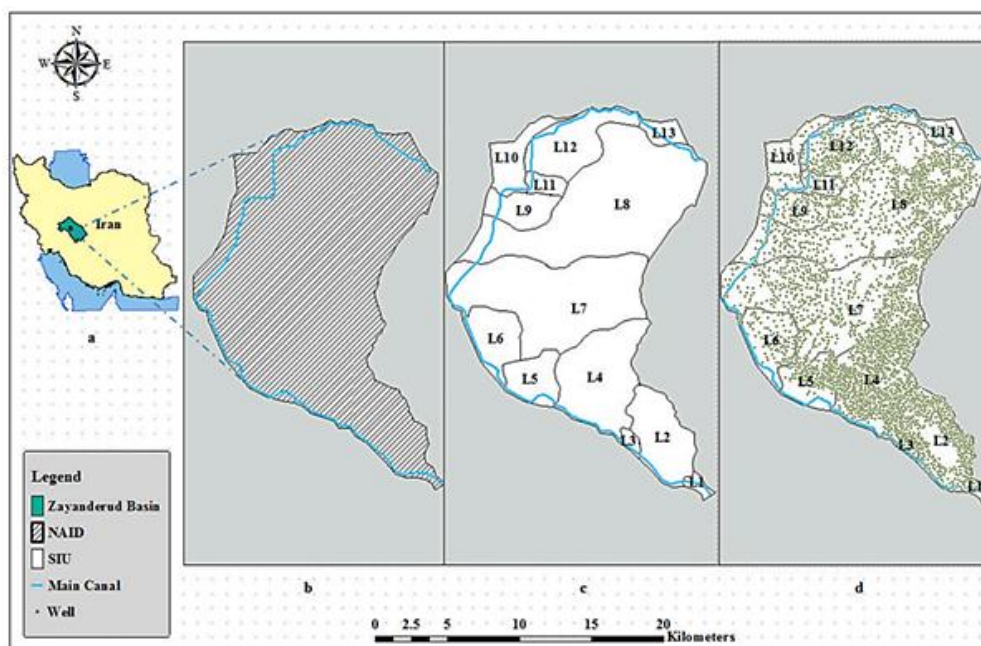 N
W E
S
Iran
a
Legend
Zayanderud Basin
NAID
SIU
Main Canal
Well
b
L13
L10
L12
L11
L9
L8
L7
L6
L5
L4
L3
L2
L1
c
L13
L10
L12
L11
L9
L8
L7
L6
L5
L4
L3
L2
L1
d
0 2.5 5 10 15 20
Kilometers